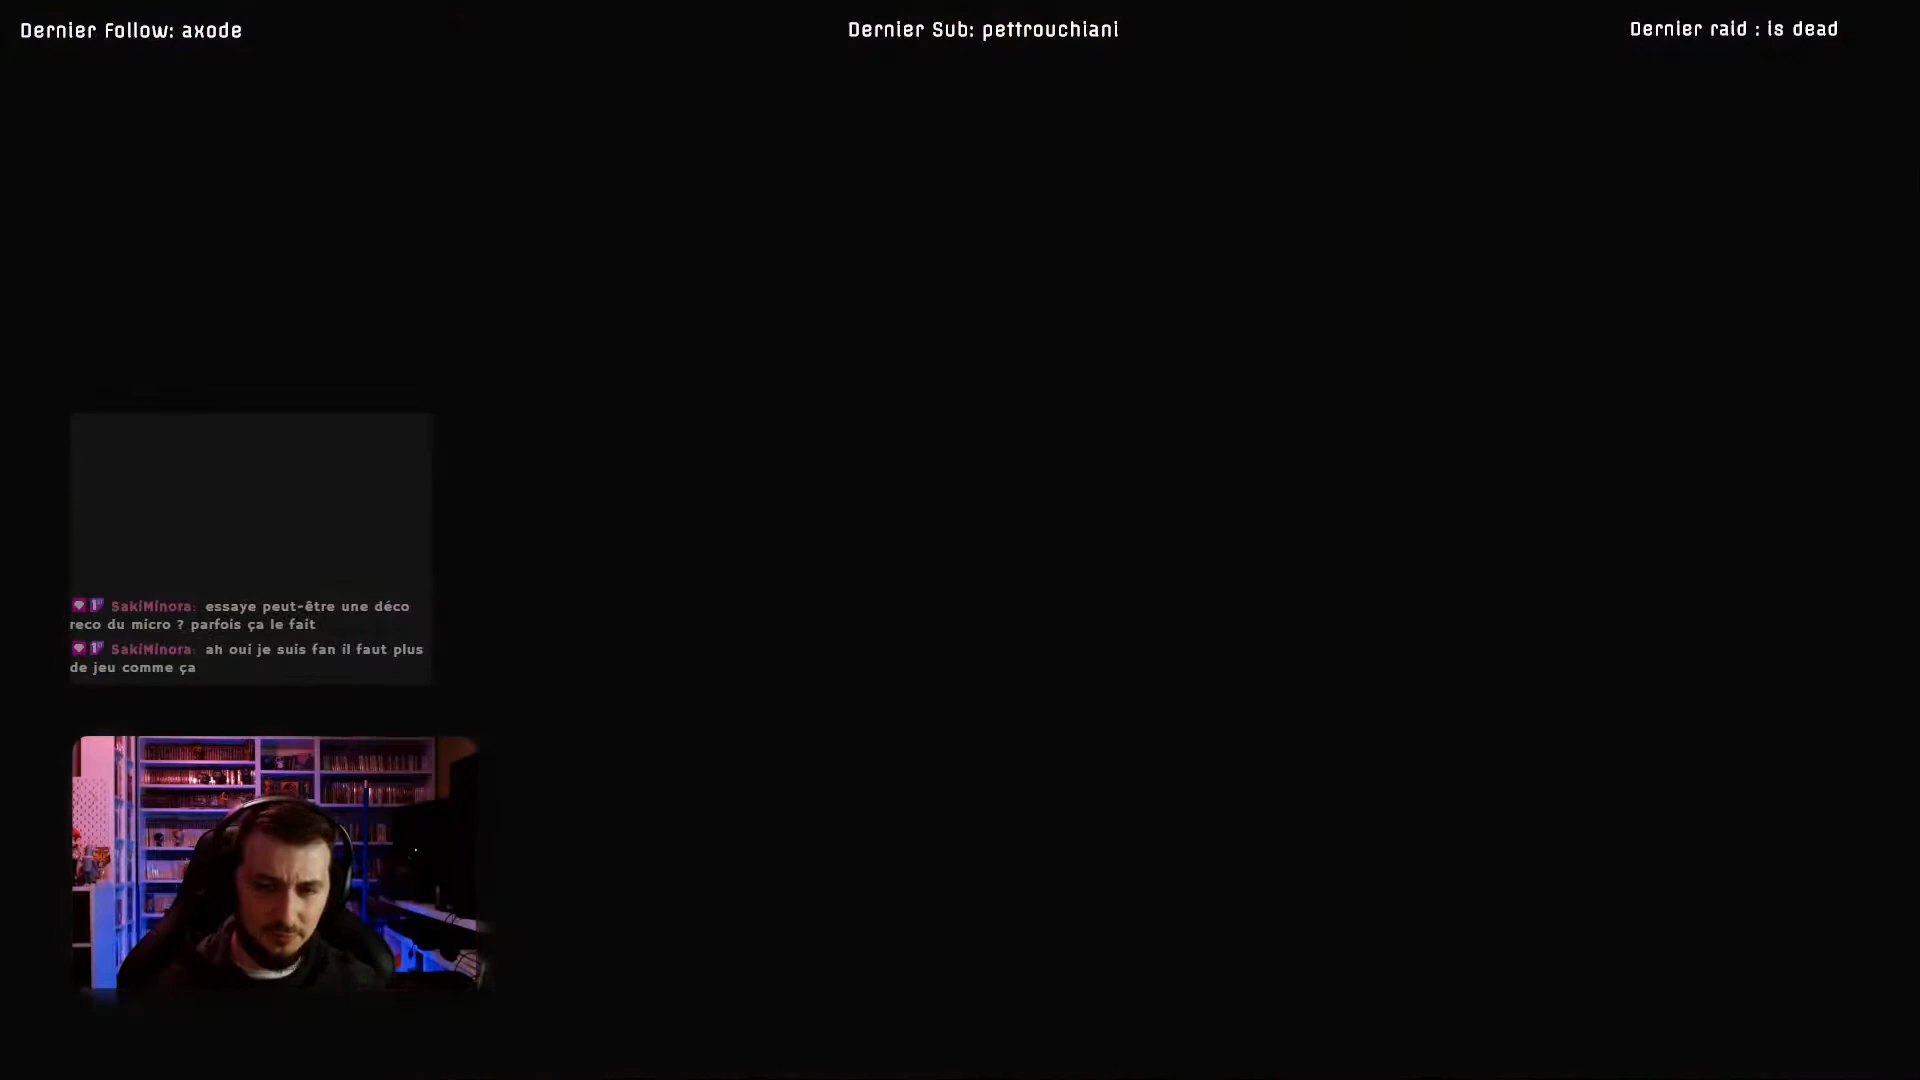 Dernier Follow: axode
Dernier Sub: pettrouchiani
Dernier raid : is dead
SakiMinora: essaye peut-être une déco
reco du micro ? parfois ça le fait
SakiMinora: ah oui je suis fan il faut plus
de jeu comme ça